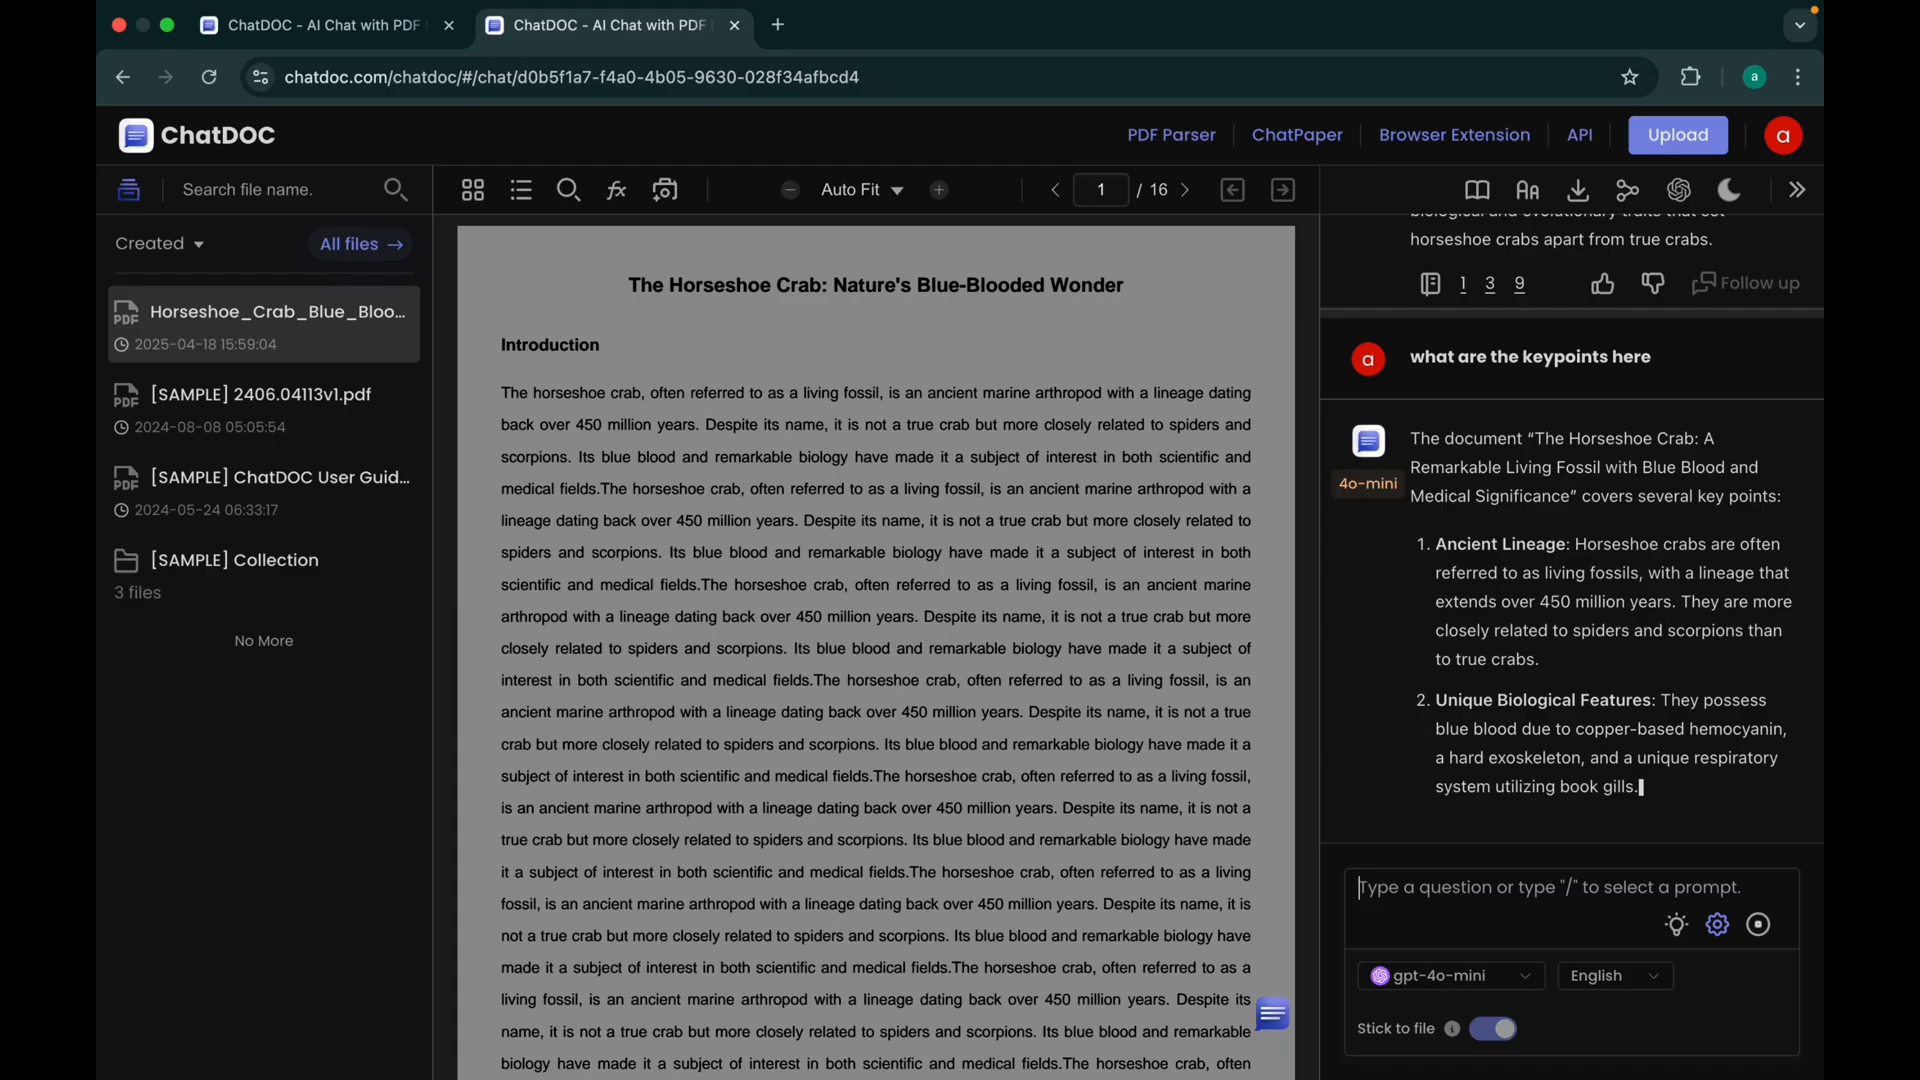 ChatDOC - AI Chat with PDF
ChatDOC - AI Chat with PDF
chatdoc.com/chatdoc/#/chat/d0b5f1a7-f4a0-4b05-9630-028f34afbcd4
a
ChatDOC
PDF Parser
ChatPaper
Browser Extension
API
Upload
a
Search file name.
Auto Fit
1 / 16
Created
All files →
PDF Horseshoe_Crab_Blue_Bloo...
2025-04-18 15:59:04
PDF [SAMPLE] 2406.04113v1.pdf
2024-08-08 05:05:54
PDF [SAMPLE] ChatDOC User Guid...
2024-05-24 06:33:17
[SAMPLE] Collection
3 files
No More
The Horseshoe Crab: Nature's Blue-Blooded Wonder
Introduction
The horseshoe crab, often referred to as a living fossil, is an ancient marine arthropod with a lineage dating
back over 450 million years. Despite its name, it is not a true crab but more closely related to spiders and
scorpions. Its blue blood and remarkable biology have made it a subject of interest in both scientific and
medical fields.The horseshoe crab, often referred to as a living fossil, is an ancient marine arthropod with a
lineage dating back over 450 million years. Despite its name, it is not a true crab but more closely related to
spiders and scorpions. Its blue blood and remarkable biology have made it a subject of interest in both
scientific and medical fields.The horseshoe crab, often referred to as a living fossil, is an ancient marine
arthropod with a lineage dating back over 450 million years. Despite its name, it is not a true crab but more
closely related to spiders and scorpions. Its blue blood and remarkable biology have made it a subject of
interest in both scientific and medical fields.The horseshoe crab, often referred to as a living fossil, is an
ancient marine arthropod with a lineage dating back over 450 million years. Despite its name, it is not a true
crab but more closely related to spiders and scorpions. Its blue blood and remarkable biology have made it a
subject of interest in both scientific and medical fields.The horseshoe crab, often referred to as a living fossil,
is an ancient marine arthropod with a lineage dating back over 450 million years. Despite its name, it is not a
true crab but more closely related to spiders and scorpions. Its blue blood and remarkable biology have made
it a subject of interest in both scientific and medical fields.The horseshoe crab, often referred to as a living
fossil, is an ancient marine arthropod with a lineage dating back over 450 million years. Despite its name, it is
not a true crab but more closely related to spiders and scorpions. Its blue blood and remarkable biology have
made it a subject of interest in both scientific and medical fields.The horseshoe crab, often referred to as a
living fossil, is an ancient marine arthropod with a lineage dating back over 450 million years. Despite its
name, it is not a true crab but more closely related to spiders and scorpions. Its blue blood and remarkable
biology have made it a subject of interest in both scientific and medical fields.The horseshoe crab, often
biological and evolutionary traits that set
horseshoe crabs apart from true crabs.
1 3 9
Follow up
a
what are the keypoints here
4o-mini
The document “The Horseshoe Crab: A
Remarkable Living Fossil with Blue Blood and
Medical Significance” covers several key points:
1. Ancient Lineage: Horseshoe crabs are often
referred to as living fossils, with a lineage that
extends over 450 million years. They are more
closely related to spiders and scorpions than
to true crabs.
2. Unique Biological Features: They possess
blue blood due to copper-based hemocyanin,
a hard exoskeleton, and a unique respiratory
system utilizing book gills.
Type a question or type "/" to select a prompt.
gpt-4o-mini
English
Stick to file